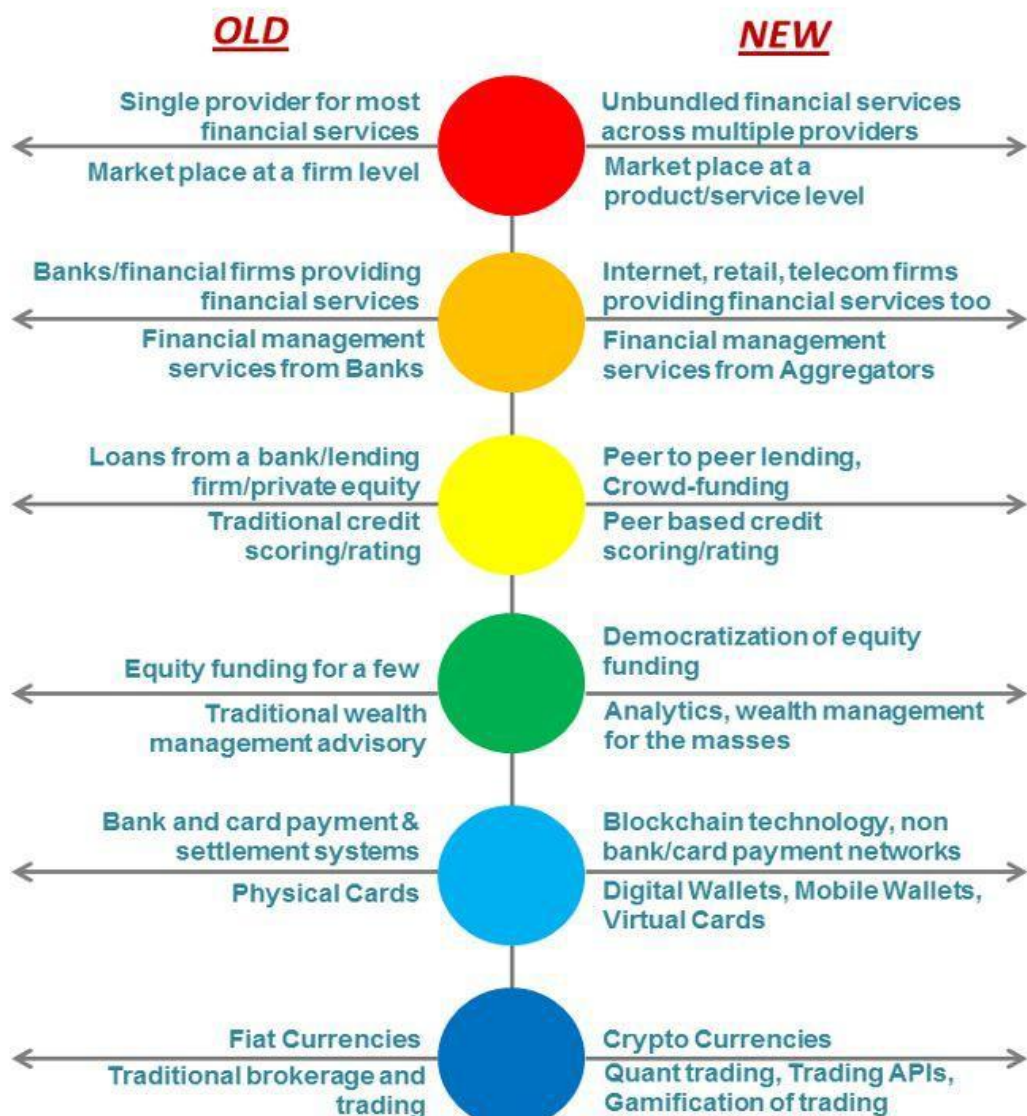 OLD
NEW
Single provider for most
financial services
Market place at a firm level
Unbundled financial services
across multiple providers
Market place at a
product/service level
Banks/financial firms providing
financial services
Financial management
services from Banks
Internet, retail, telecom firms
providing financial services too
Financial management
services from Aggregators
Loans from a bank/lending
firm/private equity
Traditional credit
scoring/rating
Peer to peer lending,
Crowd-funding
Peer based credit
scoring/rating
Equity funding for a few
Traditional wealth
management advisory
Democratization of equity
funding
Analytics, wealth management
for the masses
Bank and card payment &
settlement systems
Physical Cards
Blockchain technology, non
bank/card payment networks
Digital Wallets, Mobile Wallets,
Virtual Cards
Fiat Currencies
Traditional brokerage and
trading
Crypto Currencies
Quant trading, Trading APIs,
Gamification of trading